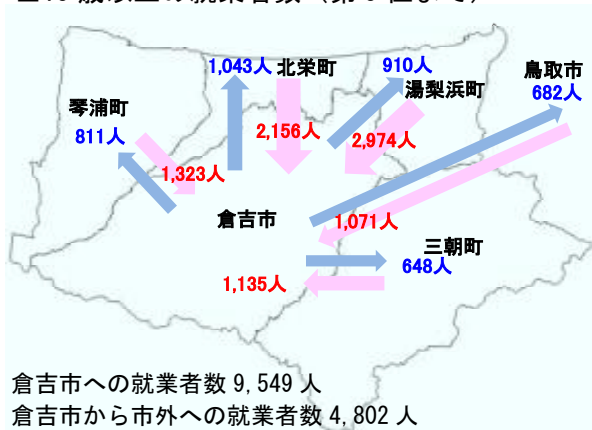 1,043人 北栄町
910人
鳥取市
682人
湯梨浜町
琴浦町
811人
2,156人
2,974人
1,323人
倉吉市
1,071人
三朝町
648人
1,135人
倉吉市への就業者数 9,549 人
倉吉市から市外への就業者数 4,802 人